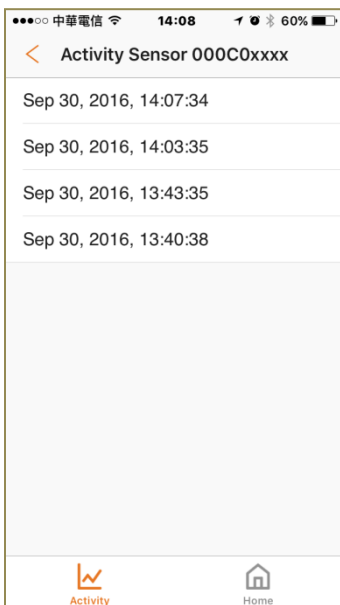 中華電信 14:08 60%
Activity Sensor 000C0xxxx
Sep 30, 2016, 14:07:34
Sep 30, 2016, 14:03:35
Sep 30, 2016, 13:43:35
Sep 30, 2016, 13:40:38
Activity Home